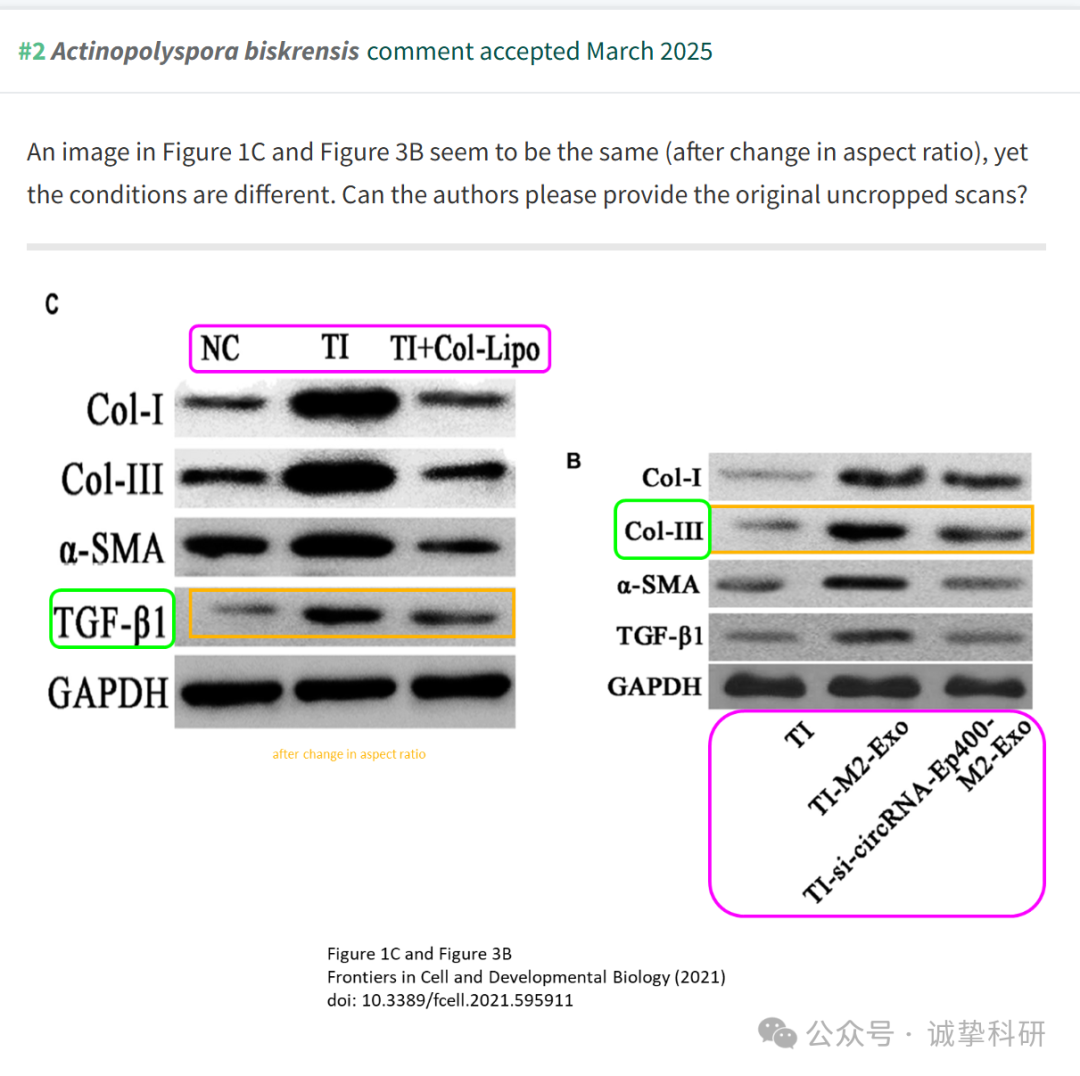 #2 Actinopolyspora biskrensis comment accepted March 2025
An image in Figure 1C and Figure 3B seem to be the same (after change in aspect ratio), yet
the conditions are different. Can the authors please provide the original uncropped scans?
C
NC TI TI+Col-Lipo
Col-I
Col-III
α-SMA
TGF-β1
GAPDH
after change in aspect ratio
B
Col-I
Col-III
α-SMA
TGF-β1
GAPDH
TI
TI-M2-Exo
TI-si-circRNA-Ep400-
M2-Exo
Figure 1C and Figure 3B
Frontiers in Cell and Developmental Biology (2021)
doi: 10.3389/fcell.2021.595911
公众号 · 诚挚科研